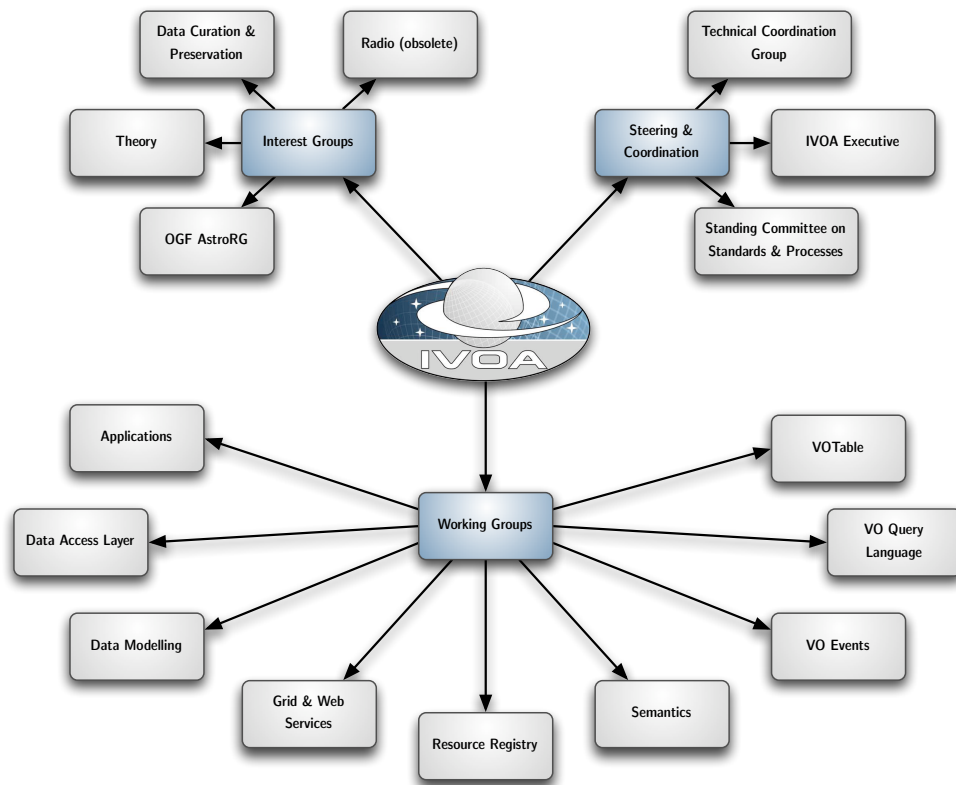 Data Curation &
Preservation
Radio (obsolete)
Technical Coordination
Group
Theory
Interest Groups
Steering &
Coordination
IVOA Executive
OGF AstroRG
Standing Committee on
Standards & Processes
IVOA
Applications
VOTable
Working Groups
Data Access Layer
VO Query
Language
Data Modelling
VO Events
Grid & Web
Services
Semantics
Resource Registry